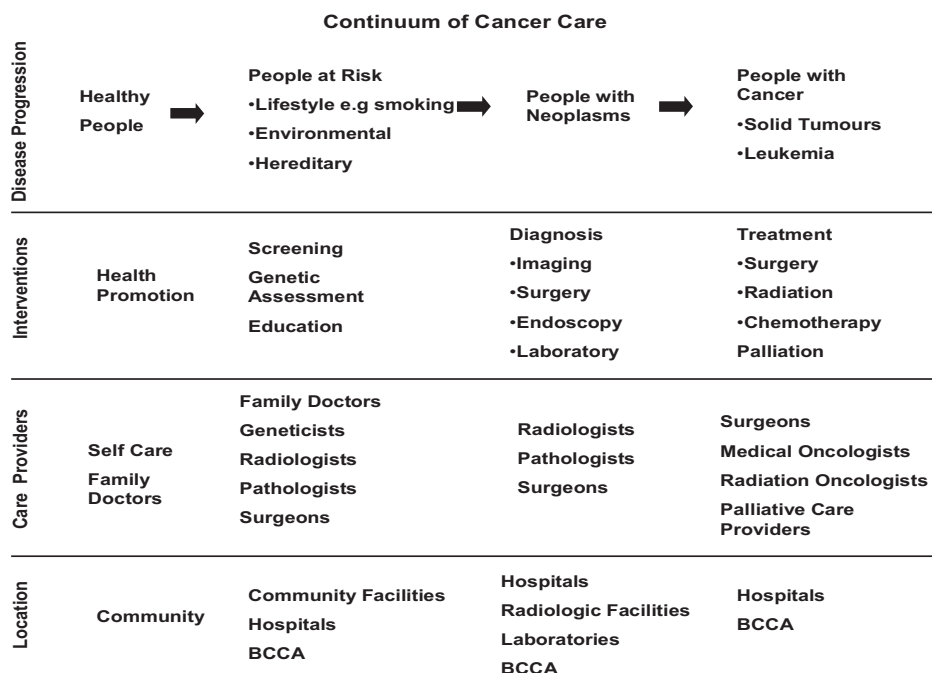 Continuum of Cancer Care
Disease Progression
Healthy
People
People at Risk
•Lifestyle e.g smoking
•Environmental
•Hereditary
People with
Neoplasms
People with
Cancer
•Solid Tumours
•Leukemia
Interventions
Health
Promotion
Screening
Genetic
Assessment
Education
Diagnosis
•Imaging
•Surgery
•Endoscopy
•Laboratory
Treatment
•Surgery
•Radiation
•Chemotherapy
Palliation
Care Providers
Self Care
Family
Doctors
Family Doctors
Geneticists
Radiologists
Pathologists
Surgeons
Radiologists
Pathologists
Surgeons
Surgeons
Medical Oncologists
Radiation Oncologists
Palliative Care
Providers
Location
Community
Community Facilities
Hospitals
BCCA
Hospitals
Radiologic Facilities
Laboratories
BCCA
Hospitals
BCCA